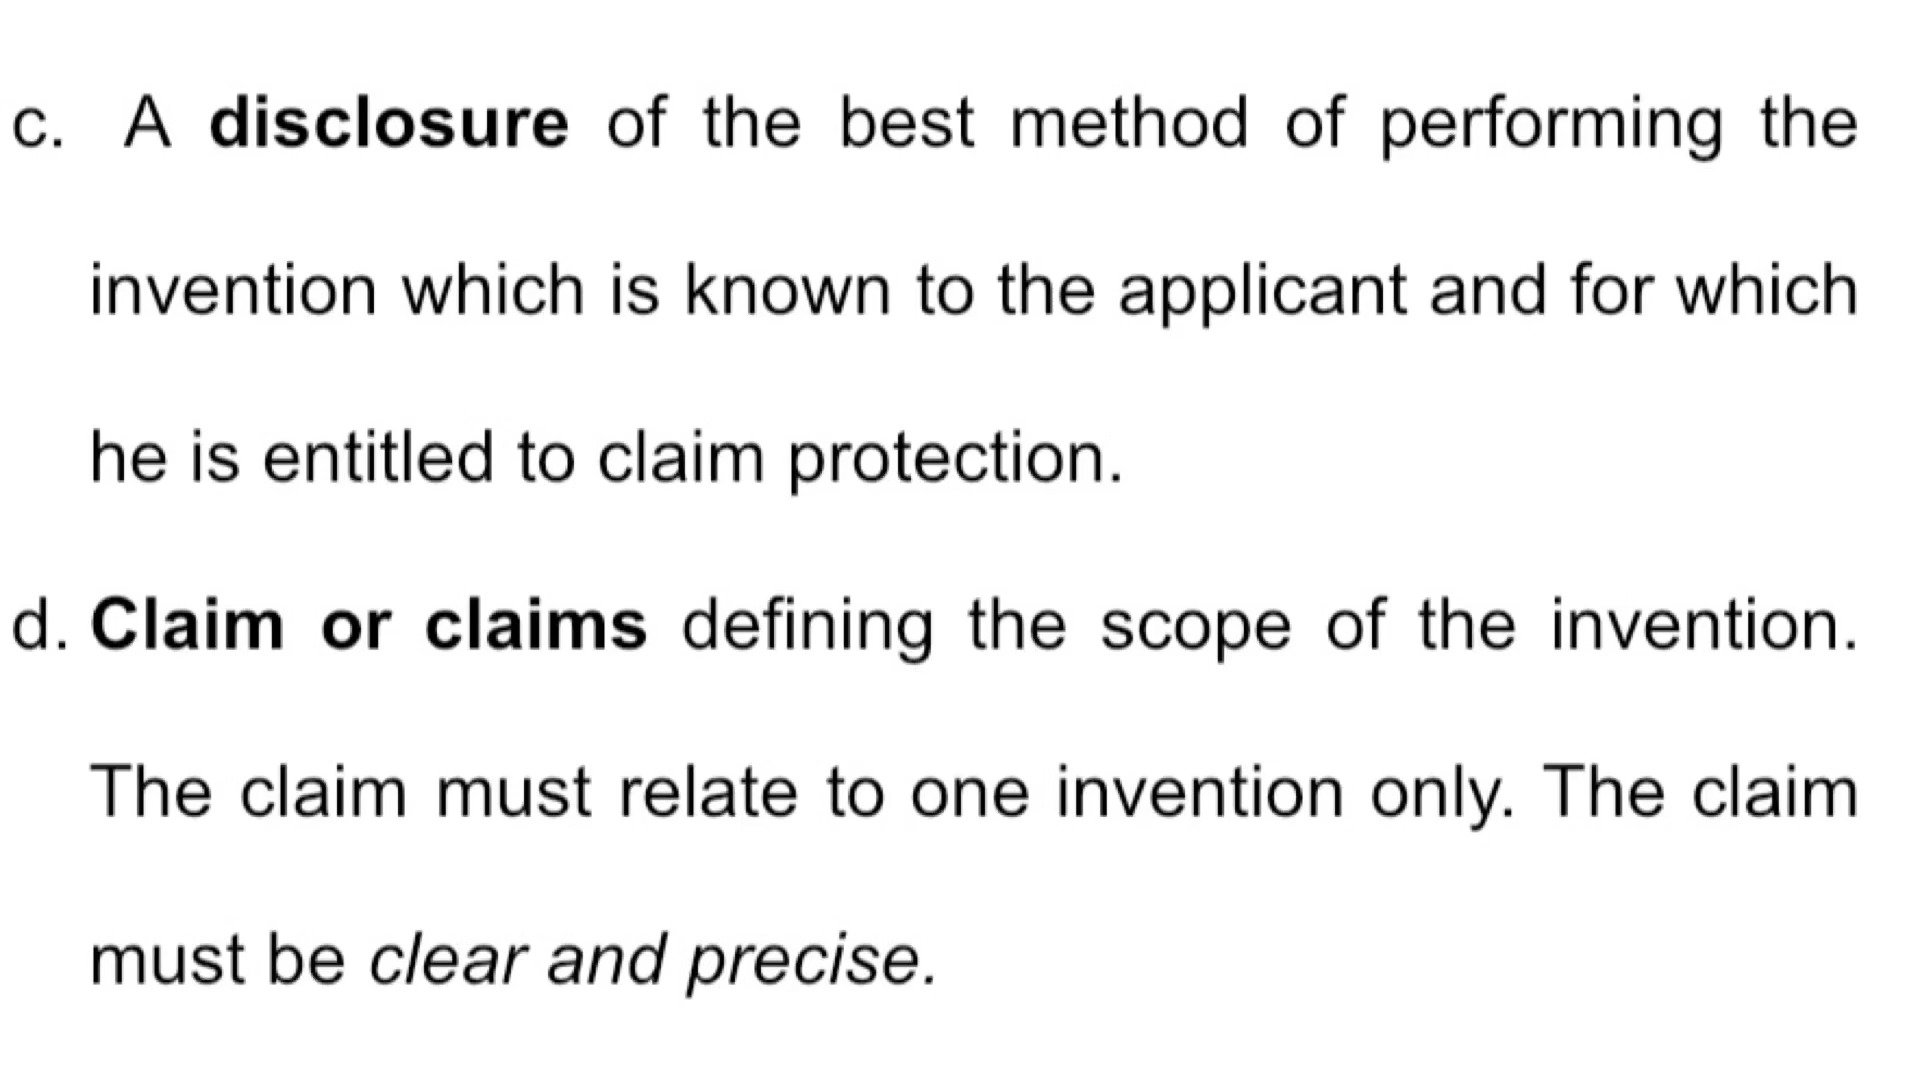 c. A disclosure of the best method of performing the
invention which is known to the applicant and for which
he is entitled to claim protection.
d. Claim or claims defining the scope of the invention.
The claim must relate to one invention only. The claim
must be clear and precise.